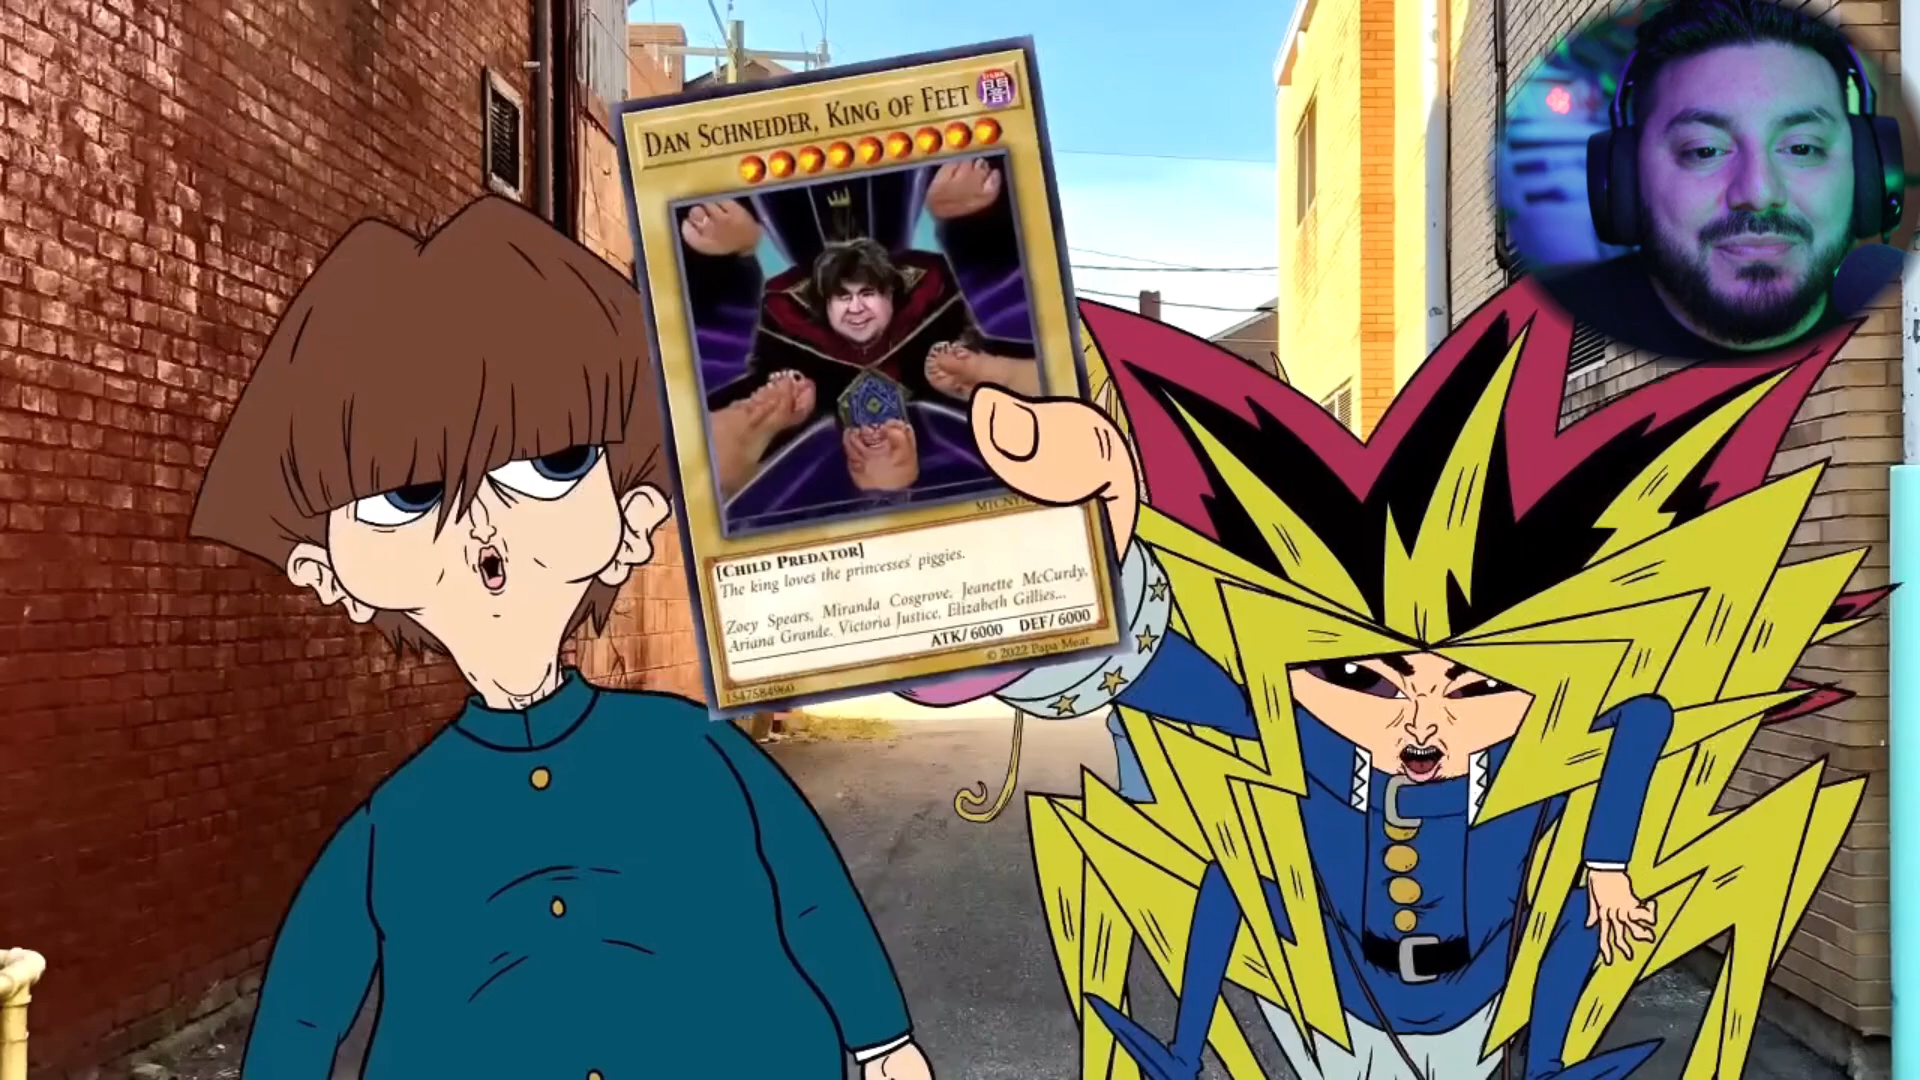 DAN SCHNEIDER, KING OF FEET
闇
[CHILD PREDATOR]
The king loves the princesses' piggies.
Zoey Spears, Miranda Cosgrove, Jeanette McCurdy,
Ariana Grande, Victoria Justice, Elizabeth Gillies...
ATK/ 6000 DEF/ 6000
1547584960
© 2022 Papa Meat